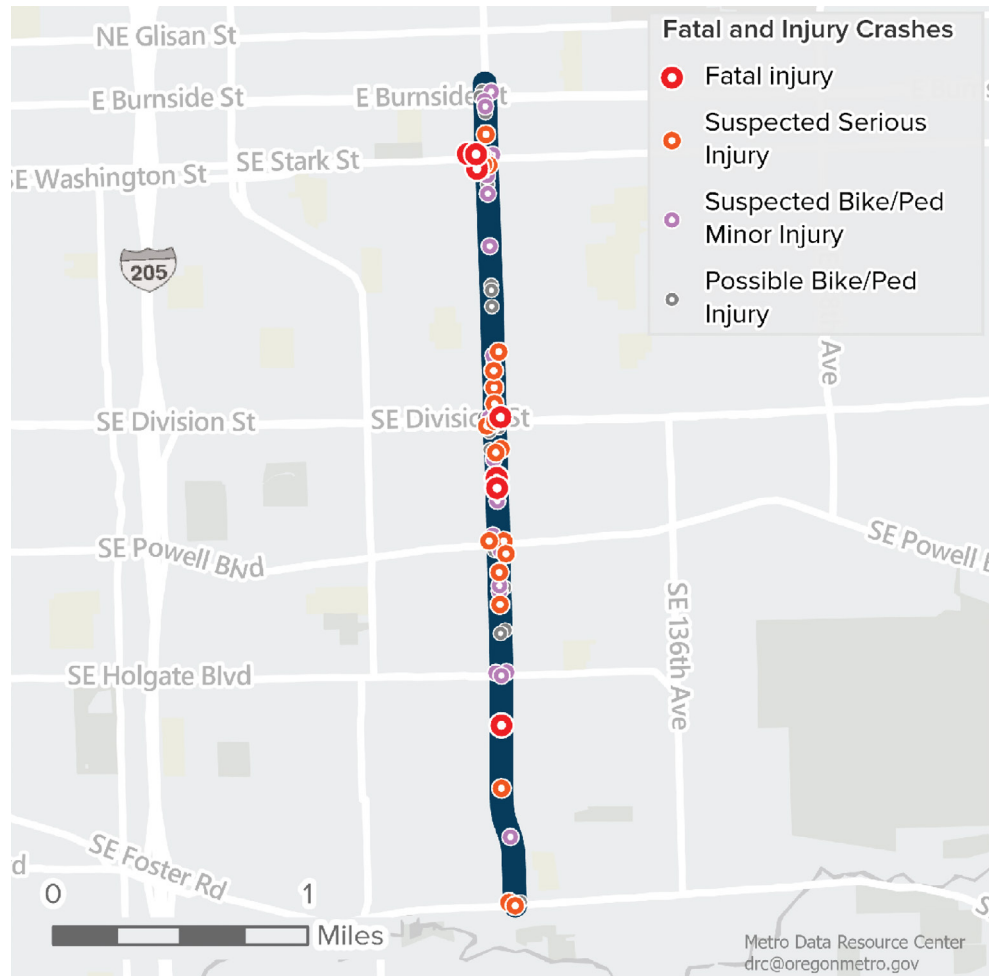 NE Glisan St
E Burnside St
E Burnside St
SE Stark St
SE Washington St
205
SE Division St
SE Division St
SE Powell Blvd
SE Powell B
SE Holgate Blvd
SE 136th Ave
Ave
SE Foster Rd
d
S
Fatal and Injury Crashes
Fatal injury
Suspected Serious
Injury
Suspected Bike/Ped
Minor Injury
Possible Bike/Ped
Injury
0
1
Miles
Metro Data Resource Center
drc@oregonmetro.gov